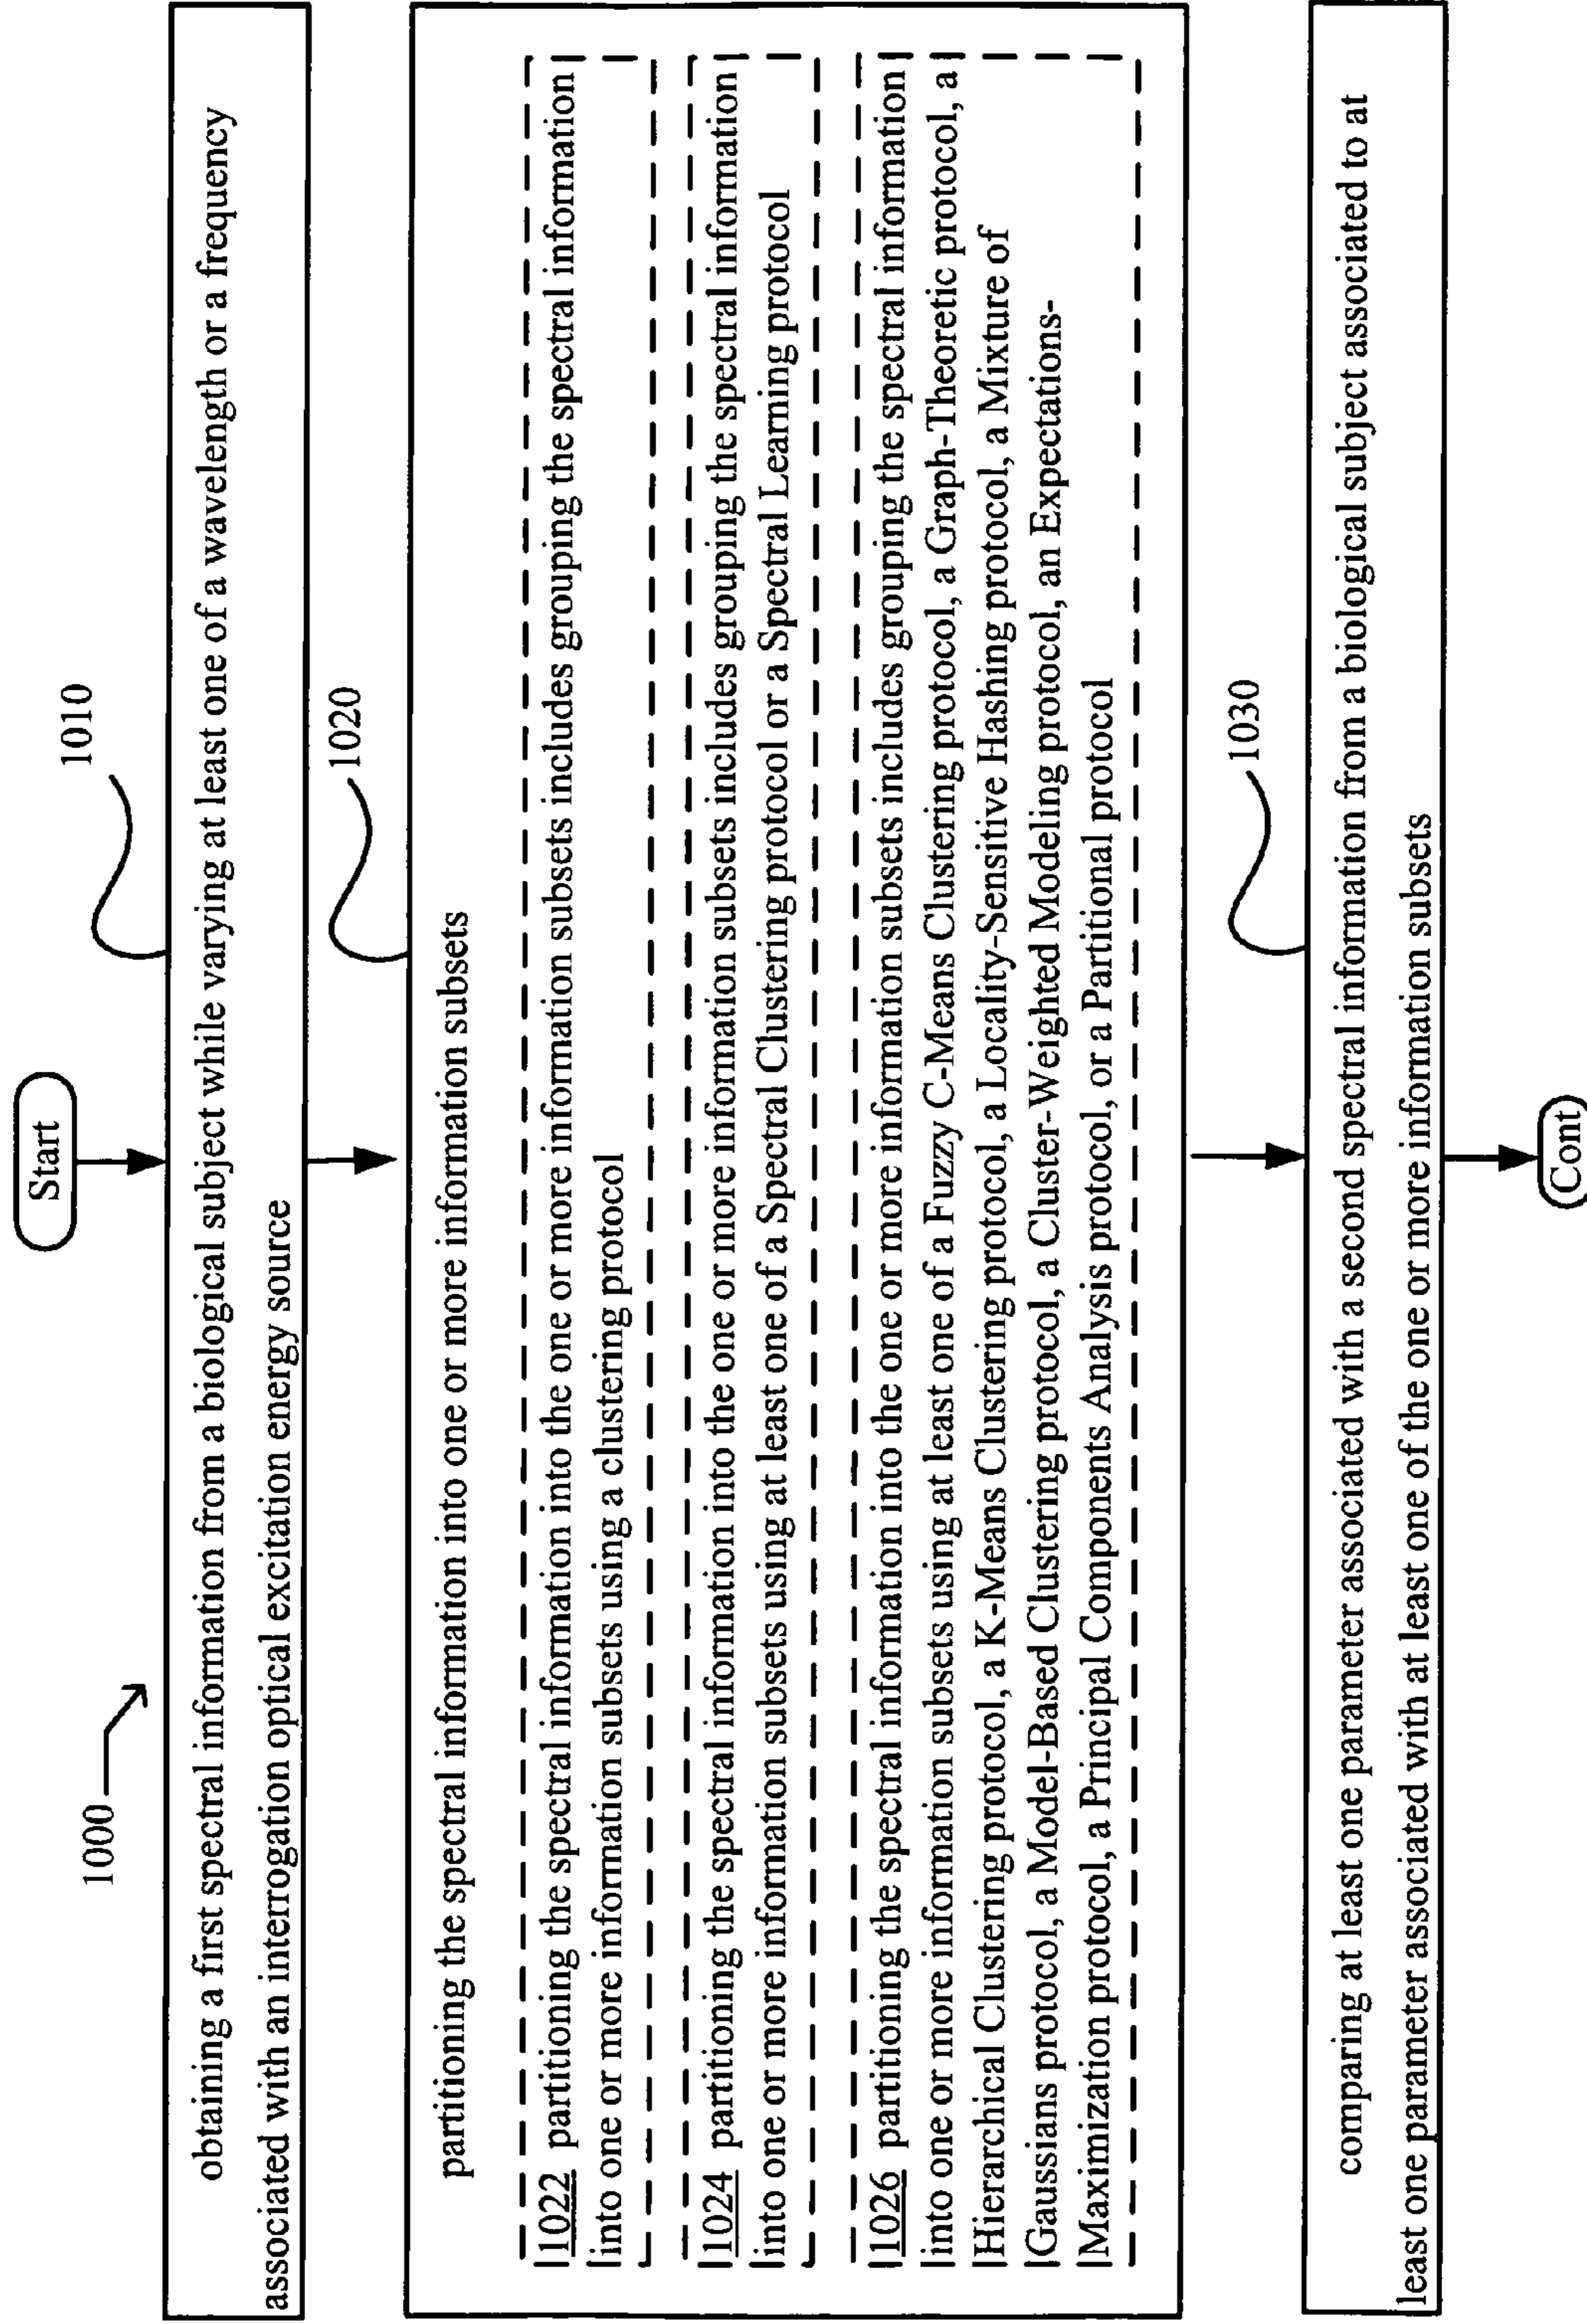 1000
Start
1010
obtaining a first spectral information from a biological subject while varying at least one of a wavelength or a frequency
associated with an interrogation optical excitation energy source
1020
partitioning the spectral information into one or more information subsets
1022 partitioning the spectral information into the one or more information subsets includes grouping the spectral information
into one or more information subsets using a clustering protocol
1024 partitioning the spectral information into the one or more information subsets includes grouping the spectral information
into one or more information subsets using at least one of a Spectral Clustering protocol or a Spectral Learning protocol
1026 partitioning the spectral information into the one or more information subsets includes grouping the spectral information
into one or more information subsets using at least one of a Fuzzy C-Means Clustering protocol, a Graph-Theoretic protocol, a
Hierarchical Clustering protocol, a K-Means Clustering protocol, a Locality-Sensitive Hashing protocol, a Mixture of
Gaussians protocol, a Model-Based Clustering protocol, a Cluster-Weighted Modeling protocol, an Expectations-
Maximization protocol, a Principal Components Analysis protocol, or a Partitional protocol
1030
comparing at least one parameter associated with a second spectral information from a biological subject associated to at
least one parameter associated with at least one of the one or more information subsets
Cont